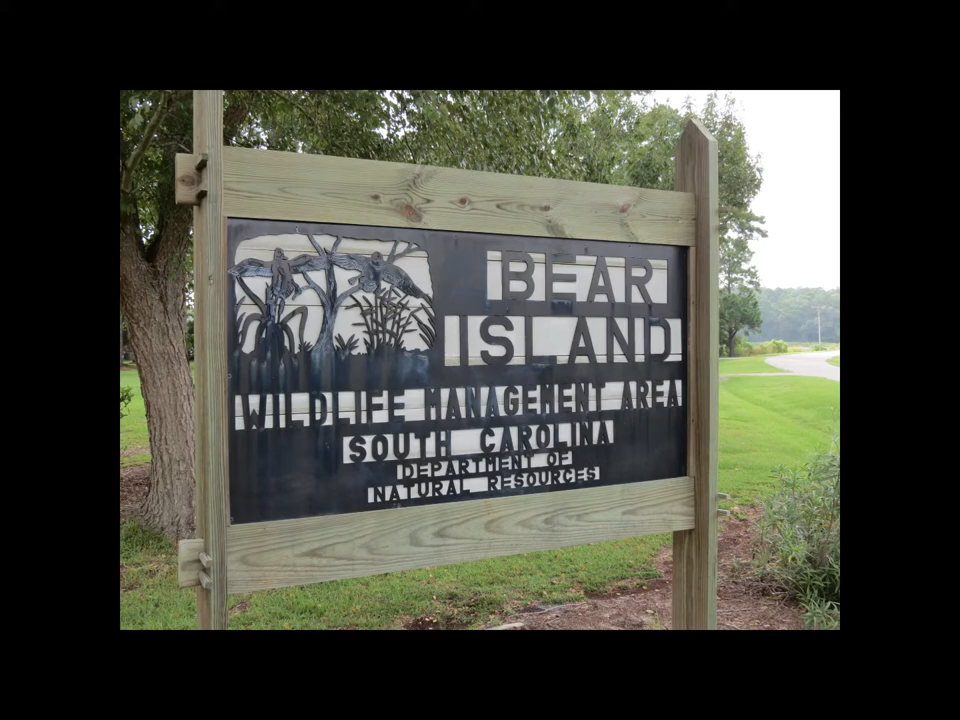 BEAR
ISLAND
WILDLIFE MANAGEMENT AREA
SOUTH CAROLINA
DEPARTMENT OF
NATURAL RESOURCES